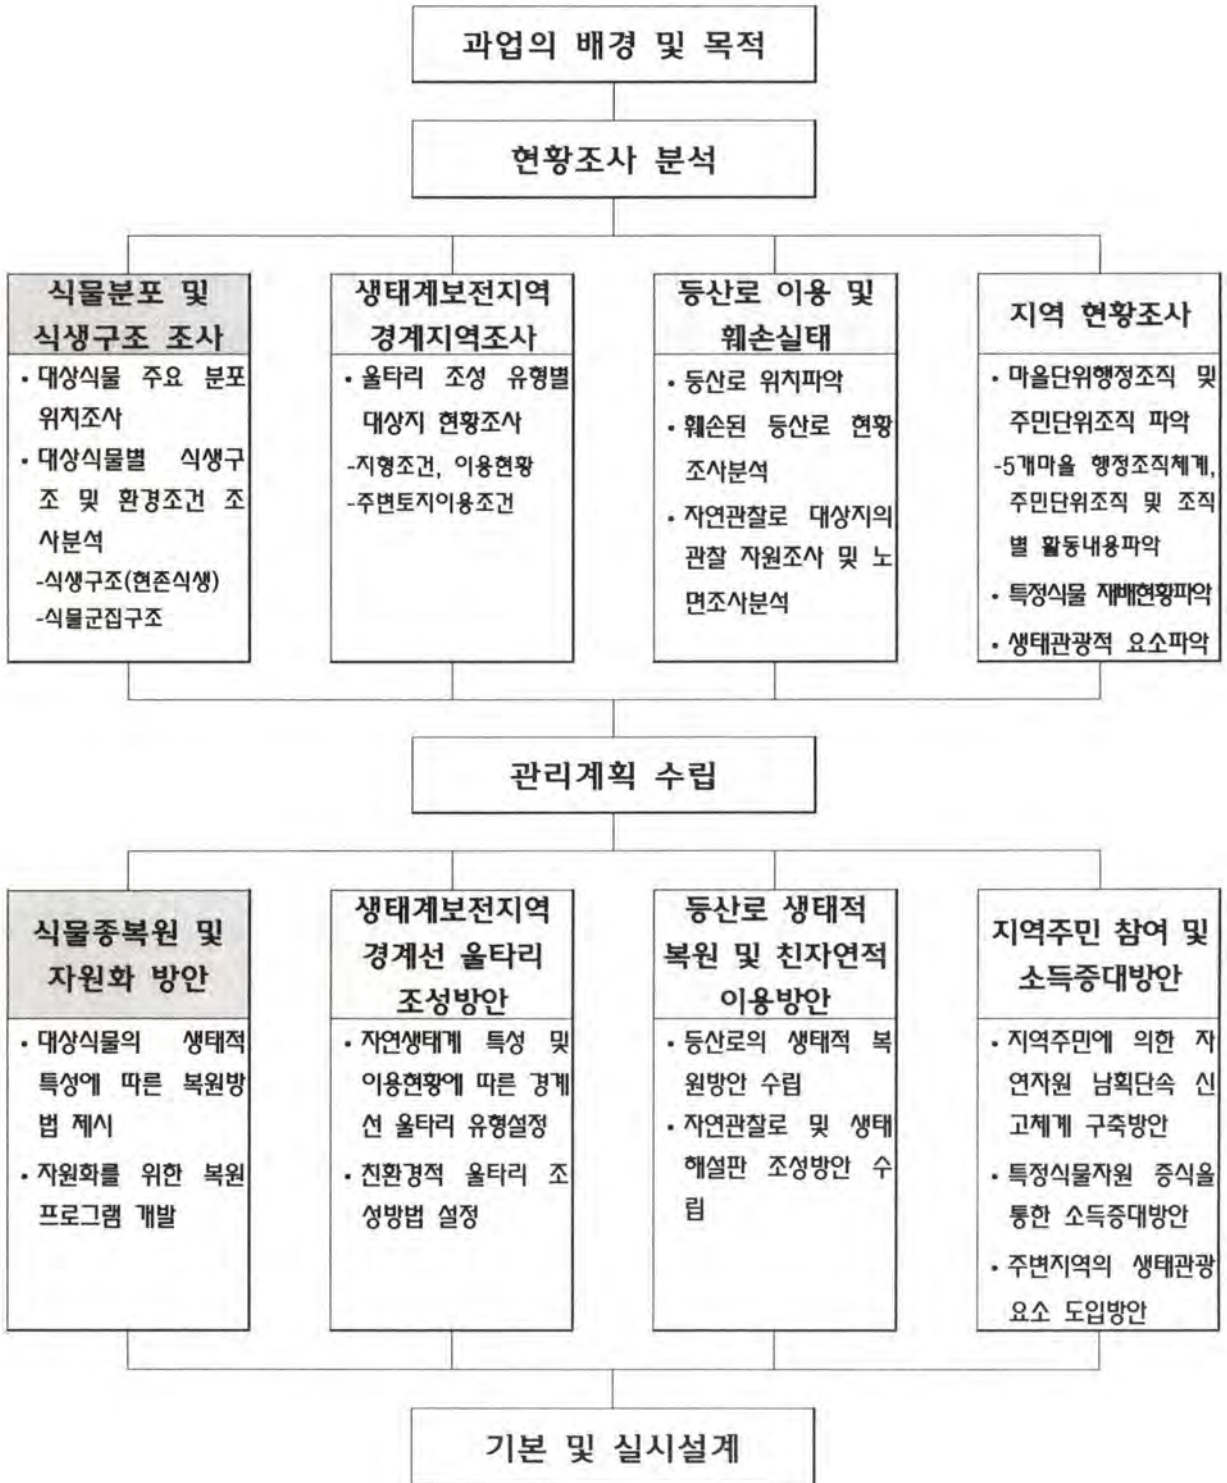 과업의 배경 및 목적
현황조사 분석
식물분포 및
식생구조 조사
• 대상식물 주요 분포
위치조사
• 대상식물별 식생구
조 및 환경조건 조
사분석
-식생구조(현존식생)
-식물군집구조
생태계보전지역
경계지역조사
• 울타리 조성 유형별
대상지 현황조사
-지형조건, 이용현황
-주변토지이용조건
등산로 이용 및
훼손실태
• 등산로 위치파악
• 훼손된 등산로 현황
조사분석
• 자연관찰로 대상지의
관찰 자원조사 및 노
면조사분석
지역 현황조사
• 마을단위행정조직 및
주민단위조직 파악
-5개마을 행정조직체계,
주민단위조직 및 조직
별 활동내용파악
• 특정식물 재배현황파악
• 생태관광적 요소파악
관리계획 수립
식물종복원 및
자원화 방안
• 대상식물의 생태적
특성에 따른 복원방
법 제시
• 자원화를 위한 복원
프로그램 개발
생태계보전지역
경계선 울타리
조성방안
• 자연생태계 특성 및
이용현황에 따른 경계
선 울타리 유형설정
• 친환경적 울타리 조
성방법 설정
등산로 생태적
복원 및 친자연적
이용방안
• 등산로의 생태적 복
원방안 수립
• 자연관찰로 및 생태
해설판 조성방안 수
립
지역주민 참여 및
소득증대방안
• 지역주민에 의한 자
연자원 남획단속 신
고체계 구축방안
• 특정식물자원 증식을
통한 소득증대방안
• 주변지역의 생태관광
요소 도입방안
기본 및 실시설계